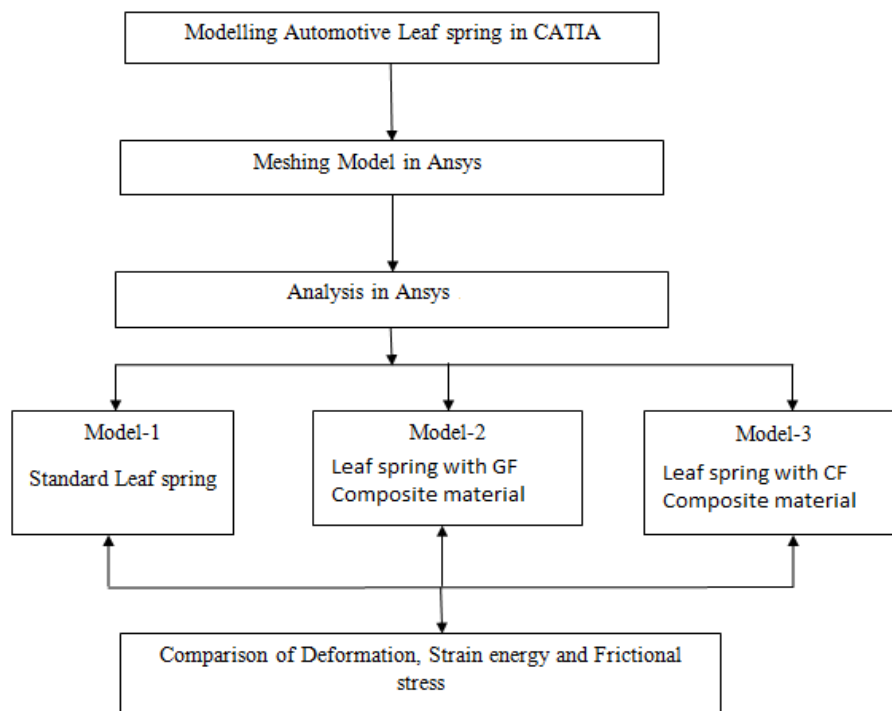 Modelling Automotive Leaf spring in CATIA
Meshing Model in Ansys
Analysis in Ansys
Model-1
Standard Leaf spring
Model-2
Leaf spring with GF
Composite material
Model-3
Leaf spring with CF
Composite material
Comparison of Deformation, Strain energy and Frictional
stress